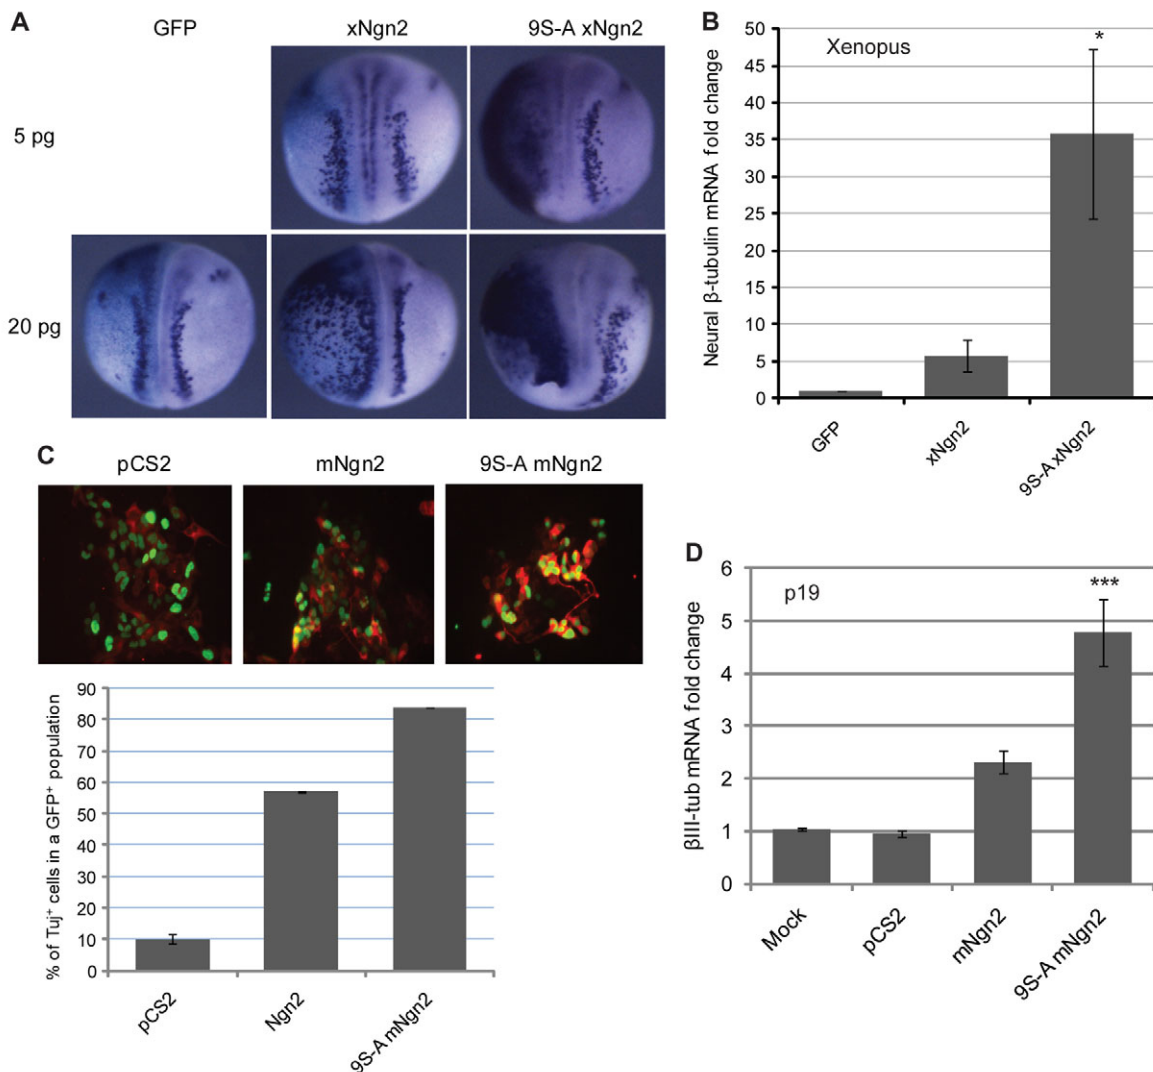 A
GFP
xNgn2
9S-A xNgn2
5 pg
20 pg
B
Xenopus
*
Neural β-tubulin mRNA fold change
50
45
40
35
30
25
20
15
10
5
0
GFP
xNgn2
9S-A xNgn2
C
pCS2
mNgn2
9S-A mNgn2
% of Tuj⁺ cells in a GFP⁺ population
90
80
70
60
50
40
30
20
10
0
pCS2
Ngn2
9S-A mNgn2
D
p19
***
βIII-tub mRNA fold change
6
5
4
3
2
1
0
Mock
pCS2
mNgn2
9S-A mNgn2